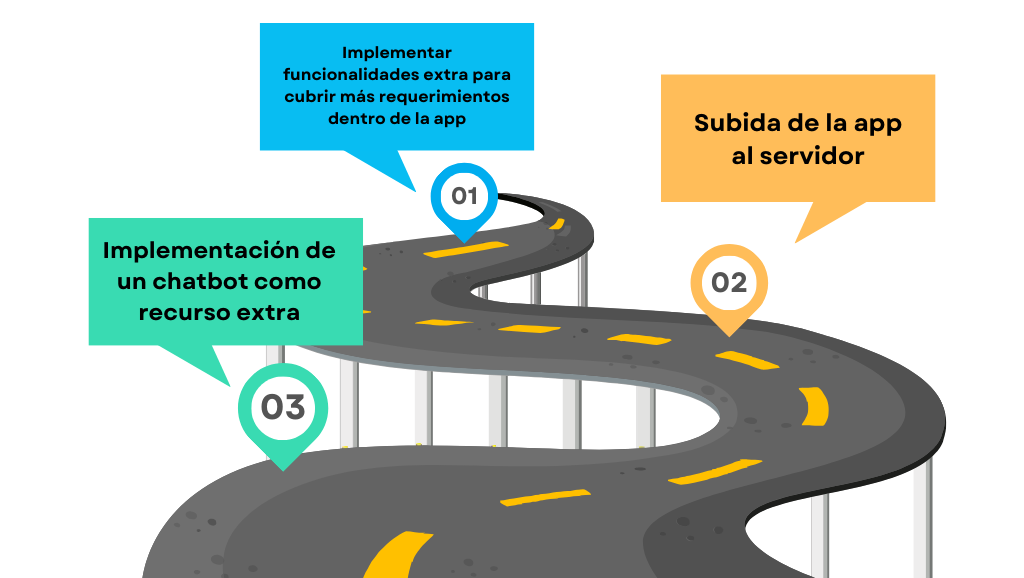 Implementar
funcionalidades extra para
cubrir más requerimientos
dentro de la app
01
Subida de la app
al servidor
02
Implementación de
un chatbot como
recurso extra
03